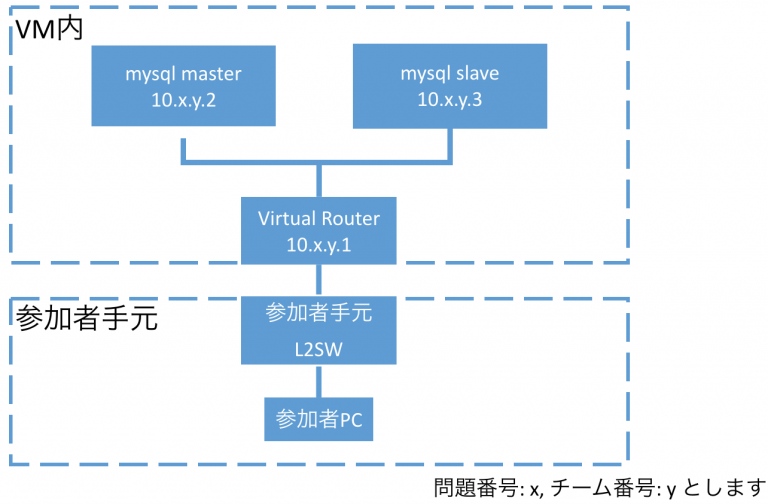 VM内
mysql master
10.x.y.2
mysql slave
10.x.y.3
Virtual Router
10.x.y.1
参加者手元
参加者手元
L2SW
参加者PC
問題番号: x, チーム番号: y とします